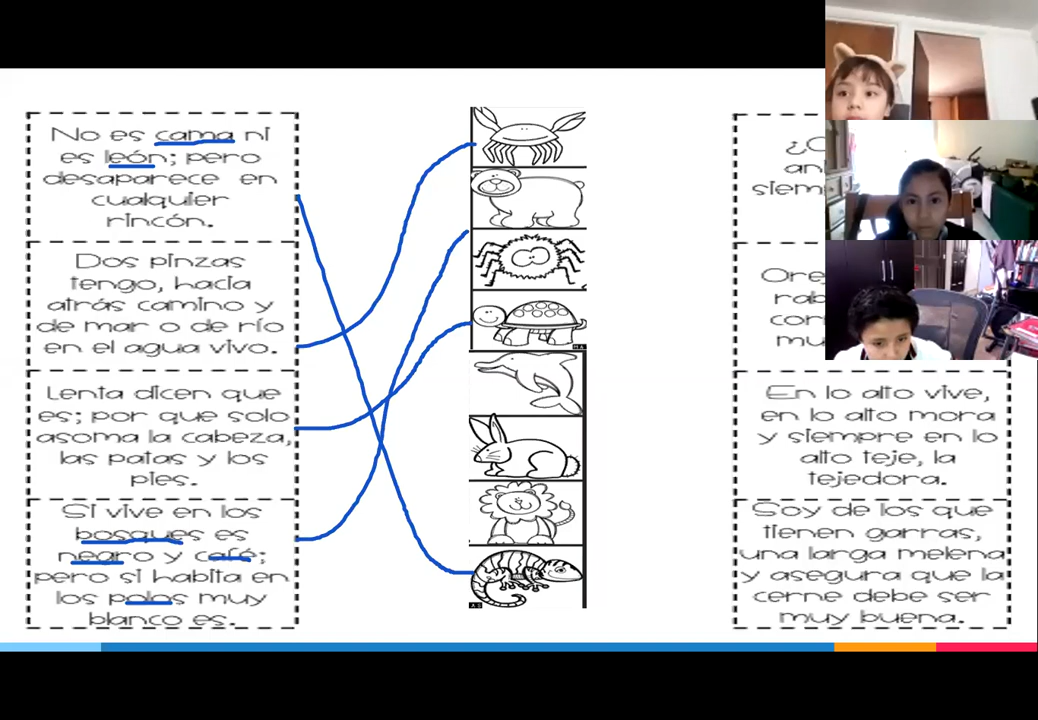 No es cama ni
es león; pero
desaparece en
cualquier
rincón.
Dos pinzas
tengo, hacia
atrás camino y
de mar o de río
en el agua vivo.
Lenta dicen que
es; por que solo
asoma la cabeza,
las patas y los
pies.
Si vive en los
bosques es
negro y café;
pero si habita en
los polos muy
blanco es.
En lo alto vive,
en lo alto mora
y siempre en lo
alto teje, la
tejedora.
Soy de los que
tienen garras,
una larga melena
y asegura que la
cerne debe ser
muy buena.